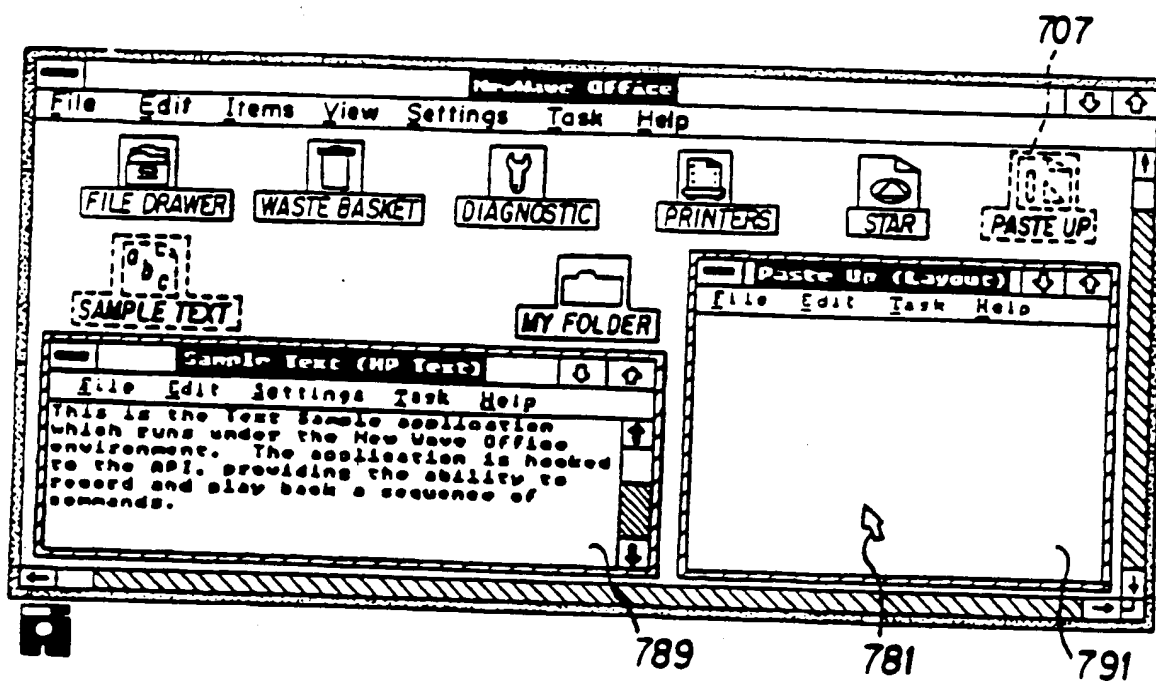 707
NewWave Office
File Edit Items View Settings Task Help
FILE DRAWER WASTE BASKET DIAGNOSTIC PRINTERS STAR PASTE UP
abc
SAMPLE TEXT MY FOLDER
Paste Up (Layout)
File Edit Task Help
Sample Text (HP Text)
File Edit Settings Task Help
This is the Text Sample application
which runs under the New Wave Office
environment. The application is hooked
to the API, providing the ability to
record and play back a sequence of
commands.
789 781 791